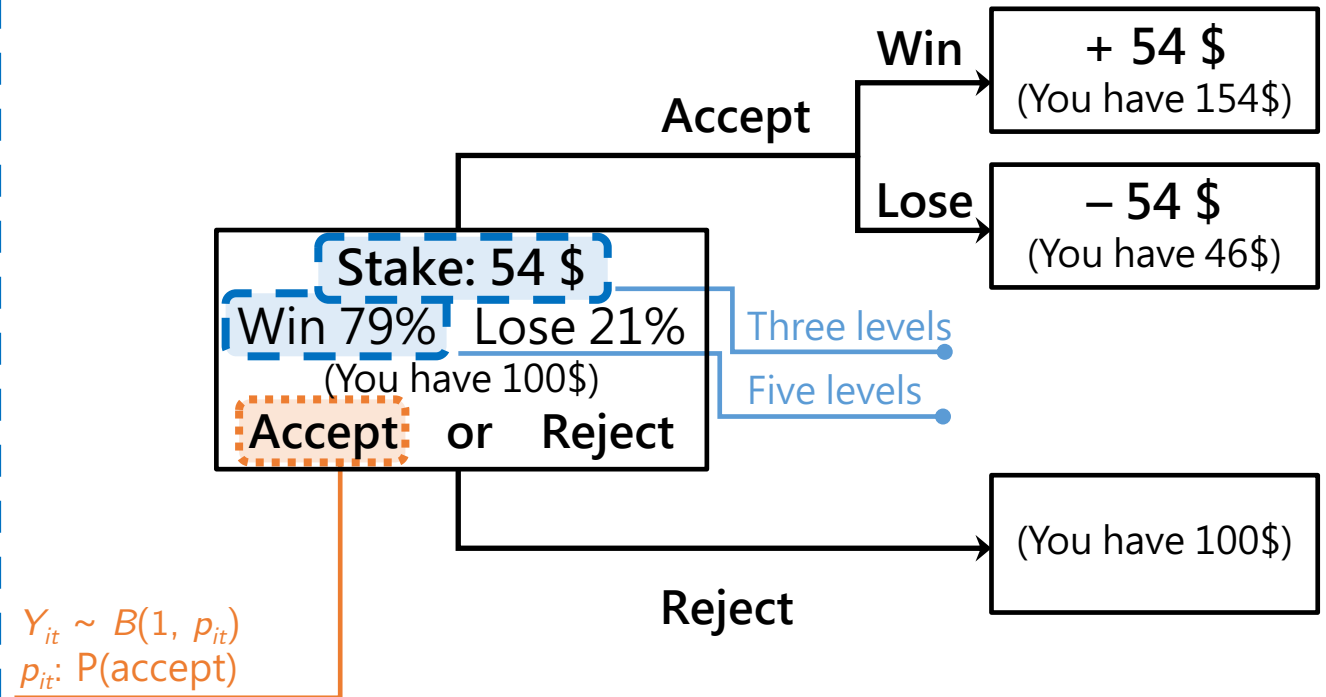 Win
+ 54 $
(You have 154$)
Accept
Lose
– 54 $
(You have 46$)
Stake: 54 $
Win 79% Lose 21%
(You have 100$)
Accept or Reject
Three levels
Five levels
(You have 100$)
Reject
Yit ~ B(1, pit)
pit: P(accept)